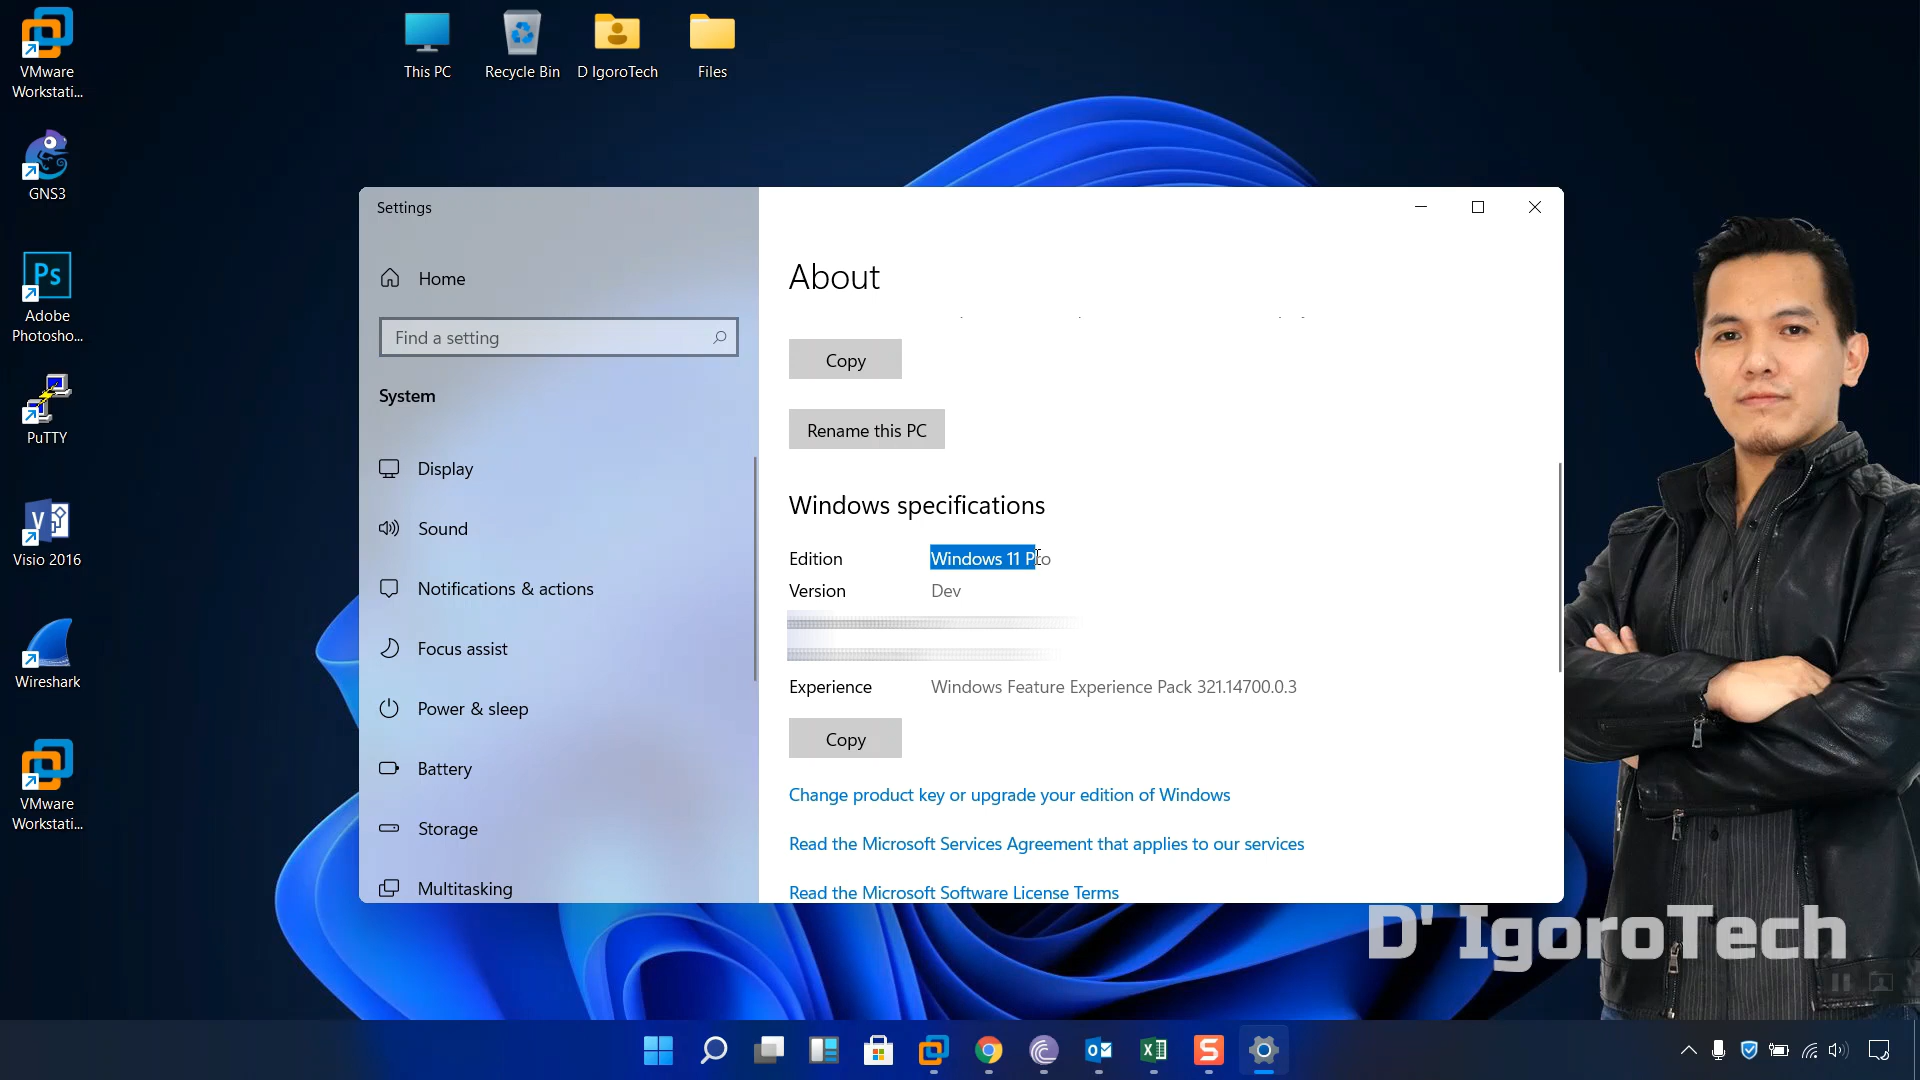 VMware
Workstati...
This PC
Recycle Bin
D IgoroTech
Files
GNS3
Ps
Adobe
Photosho...
PuTTY
Visio 2016
Wireshark
VMware
Workstati...
Settings
Home
Find a setting
System
Display
Sound
Notifications & actions
Focus assist
Power & sleep
Battery
Storage
Multitasking
About
Copy
Rename this PC
Windows specifications
Edition Windows 11 Pro
Version Dev
Experience Windows Feature Experience Pack 321.14700.0.3
Copy
Change product key or upgrade your edition of Windows
Read the Microsoft Services Agreement that applies to our services
Read the Microsoft Software License Terms
D' IgoroTech